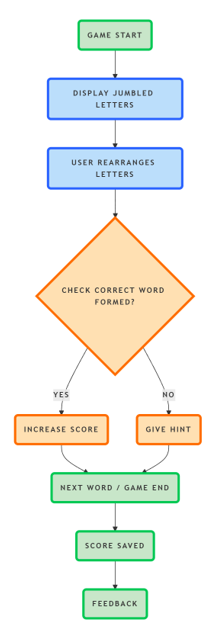 GAME START
DISPLAY JUMBLED
LETTERS
USER REARRANGES
LETTERS
CHECK CORRECT WORD
FORMED?
YES
NO
INCREASE SCORE
GIVE HINT
NEXT WORD / GAME END
SCORE SAVED
FEEDBACK